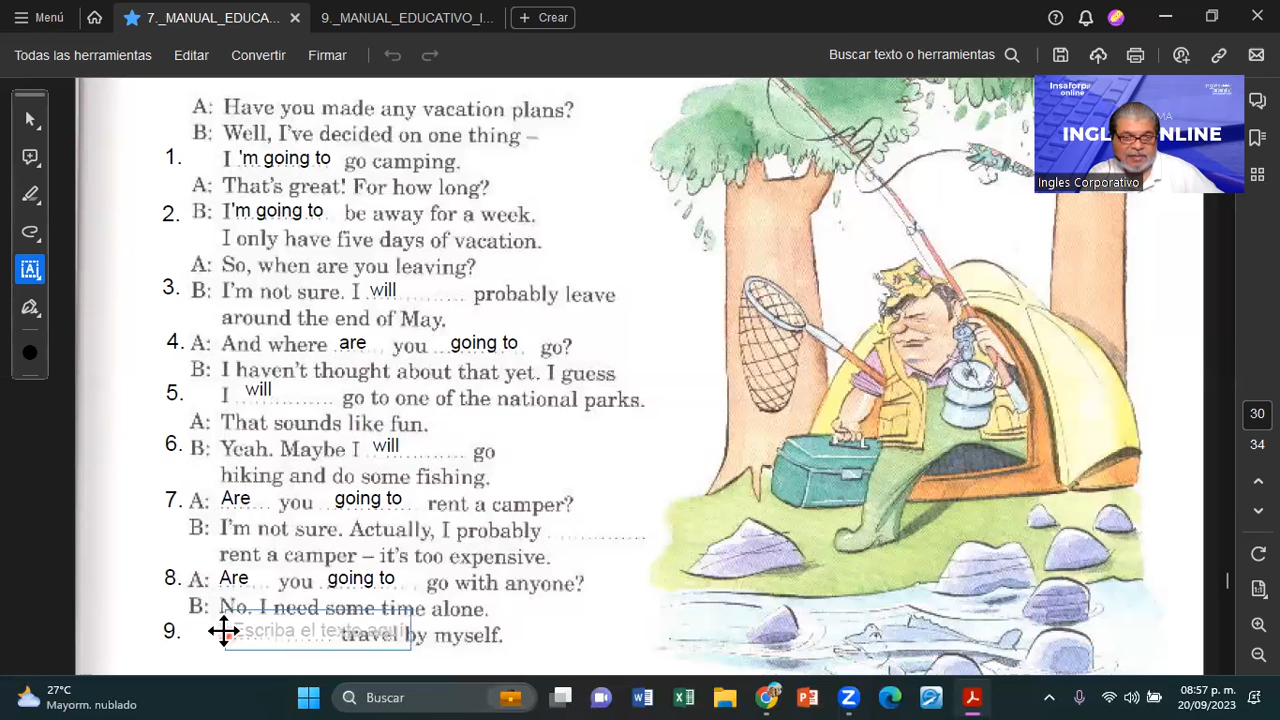 Menú
7._MANUAL_EDUCA...
9._MANUAL_EDUCATIVO_I...
Crear
Todas las herramientas
Editar
Convertir
Firmar
Buscar texto o herramientas
A: Have you made any vacation plans?
B: Well, I've decided on one thing –
1. I 'm going to go camping.
A: That's great! For how long?
2. B: I'm going to be away for a week.
I only have five days of vacation.
A: So, when are you leaving?
3. B: I'm not sure. I will probably leave
around the end of May.
4. A: And where are you going to go?
B: I haven't thought about that yet. I guess
5. I will go to one of the national parks.
A: That sounds like fun.
6. B: Yeah. Maybe I will go
hiking and do some fishing.
7. A: Are you going to rent a camper?
B: I'm not sure. Actually, I probably
rent a camper – it's too expensive.
8. A: Are you going to go with anyone?
B: No. I need some time alone.
9. Escriba el texto aquí
travel by myself.
Insaforp
online
INGL ONLINE
Ingles Corporativo
30
34
27°C
Mayorm. nublado
Buscar
08:57 p. m.
20/09/2023